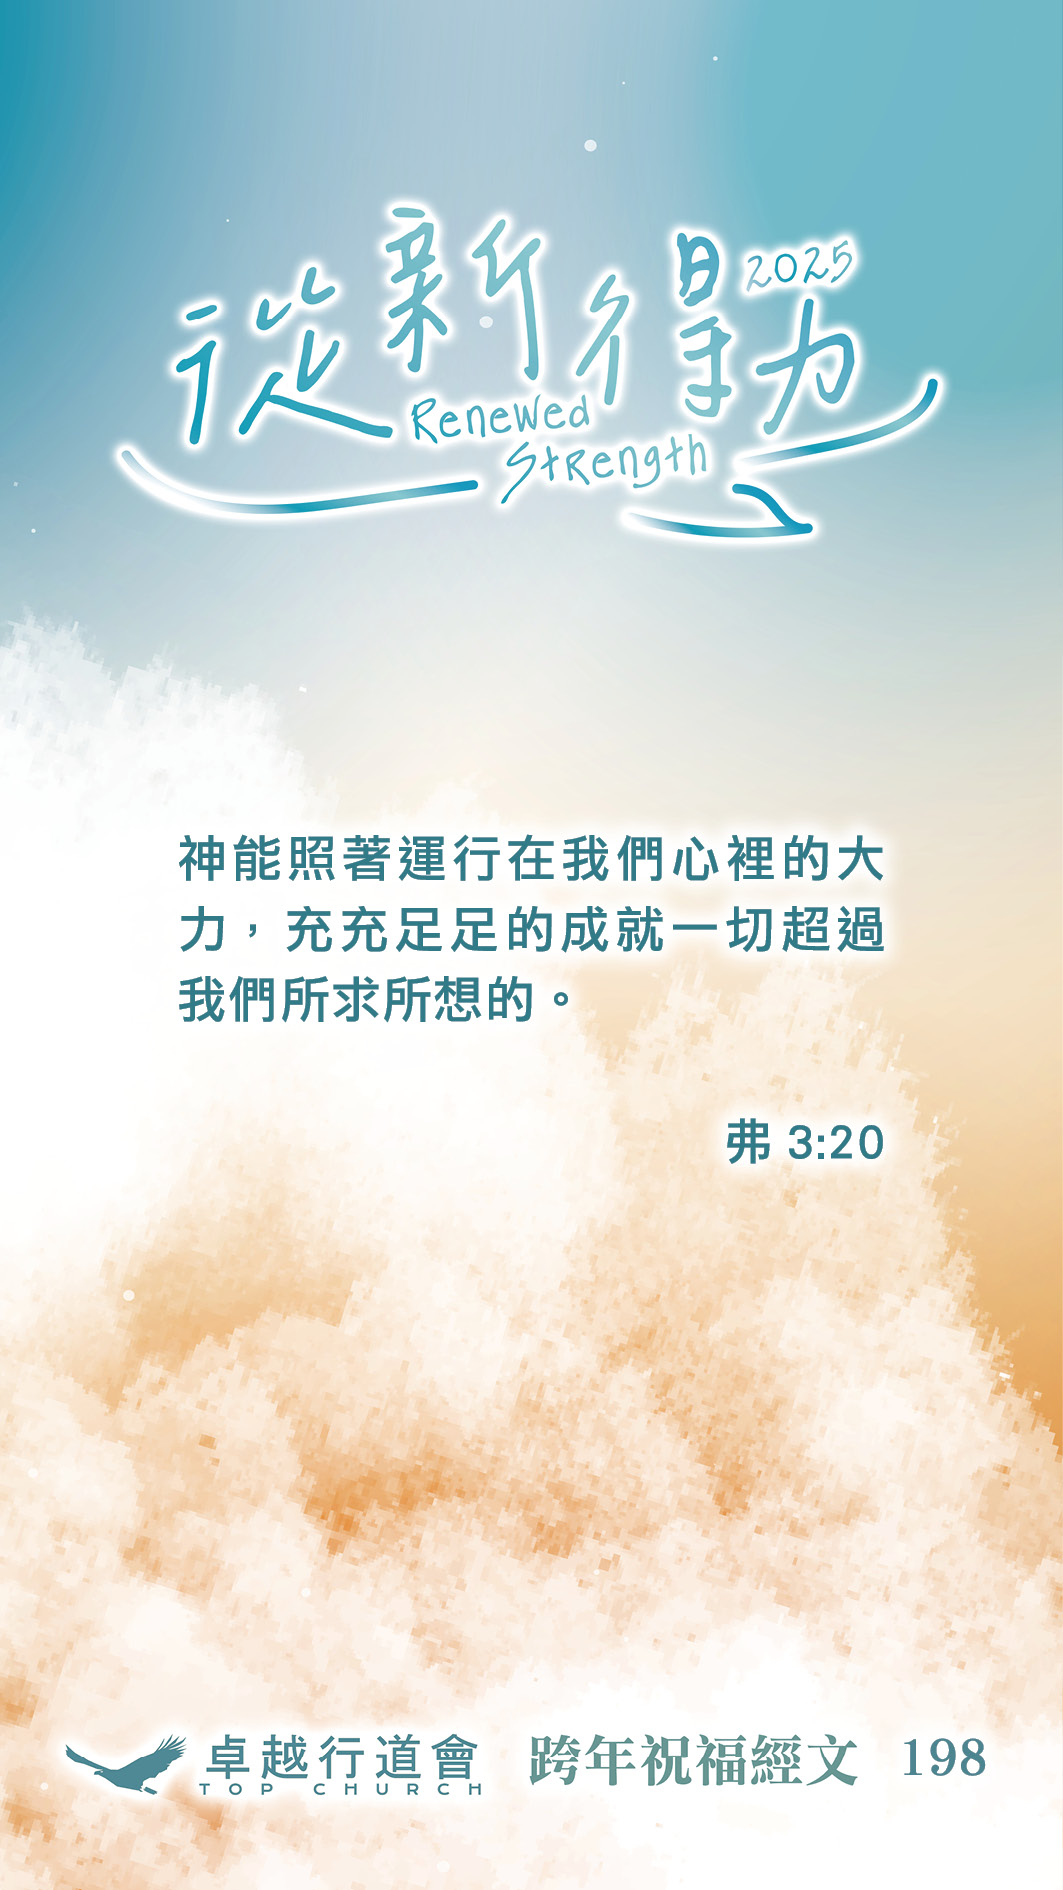 從新得力 2025
Renewed
Strength
神能照著運行在我們心裡的大
力，充充足足的成就一切超過
我們所求所想的。
弗 3:20
卓越行道會
TOP CHURCH
跨年祝福經文 198